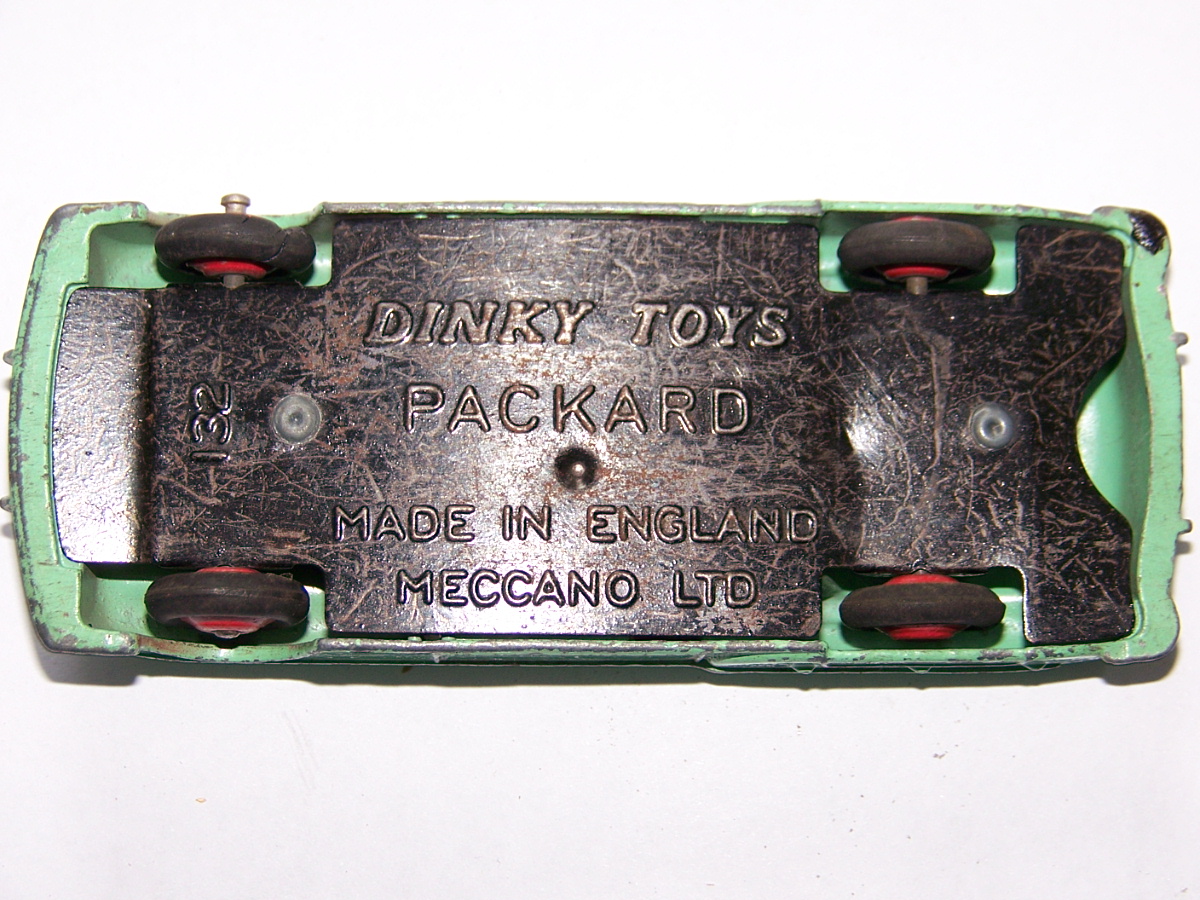 DINKY TOYS
PACKARD
132
MADE IN ENGLAND
MECCANO LTD